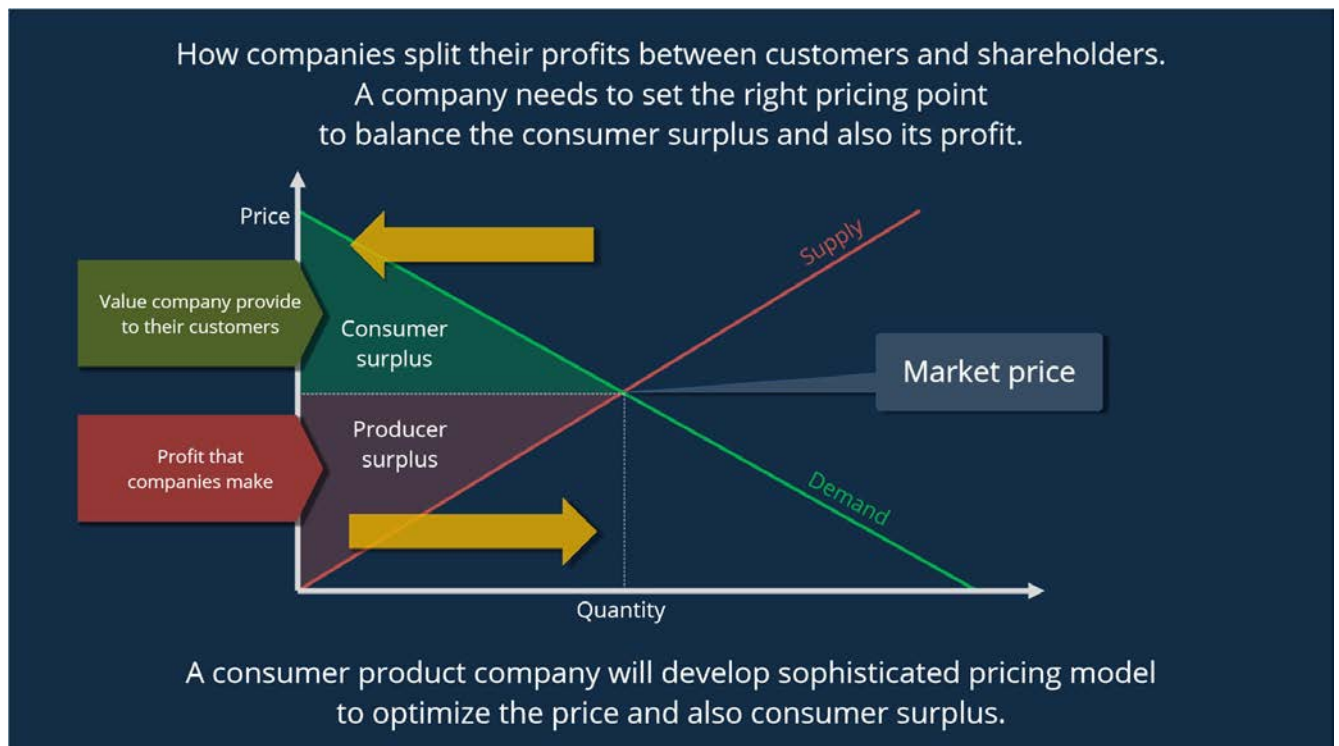 How companies split their profits between customers and shareholders.
A company needs to set the right pricing point
to balance the consumer surplus and also its profit.
Price
Supply
Value company provide
to their customers
Consumer
surplus
Market price
Producer
surplus
Profit that
companies make
Demand
Quantity
A consumer product company will develop sophisticated pricing model
to optimize the price and also consumer surplus.